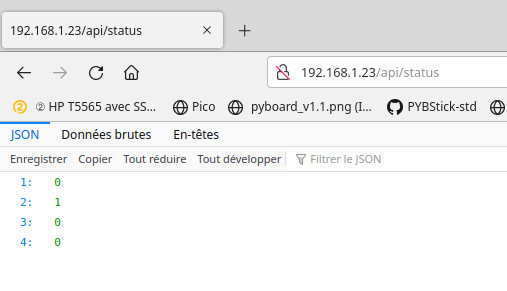 192.168.1.23/api/status
192.168.1.23/api/status
② ② HP T5565 avec SS... Pico pyboard_v1.1.png (I... PYBStick-std
JSON Données brutes En-têtes
Enregistrer Copier Tout réduire Tout développer Filtrer le JSON
1: 0
2: 1
3: 0
4: 0